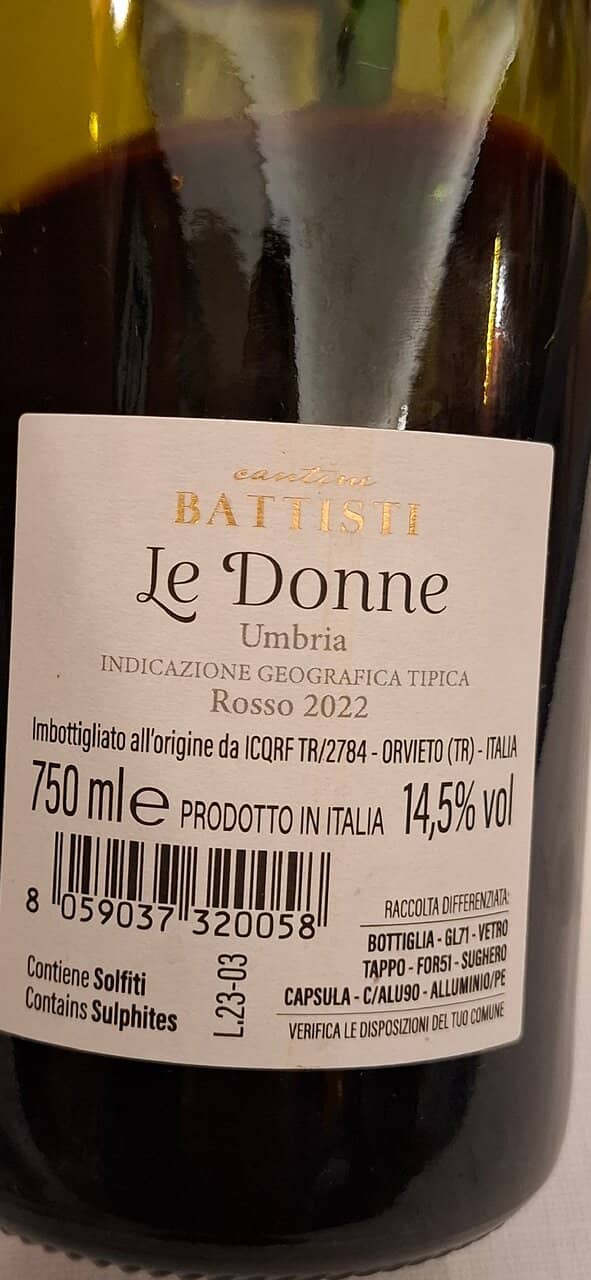 cantina
BATTISTI
Le Donne
Umbria
INDICAZIONE GEOGRAFICA TIPICA
Rosso 2022
Imbottigliato all'origine da ICQRF TR/2784 - ORVIETO (TR) - ITALIA
750 ml e PRODOTTO IN ITALIA 14,5% vol
8 059037 320058
RACCOLTA DIFFERENZIATA:
BOTTIGLIA - GL71 - VETRO
TAPPO - FOR51 - SUGHERO
CAPSULA - C/ALU90 - ALLUMINIO/PE
VERIFICA LE DISPOSIZIONI DEL TUO COMUNE
Contiene Solfiti
Contains Sulphites
L.23-03